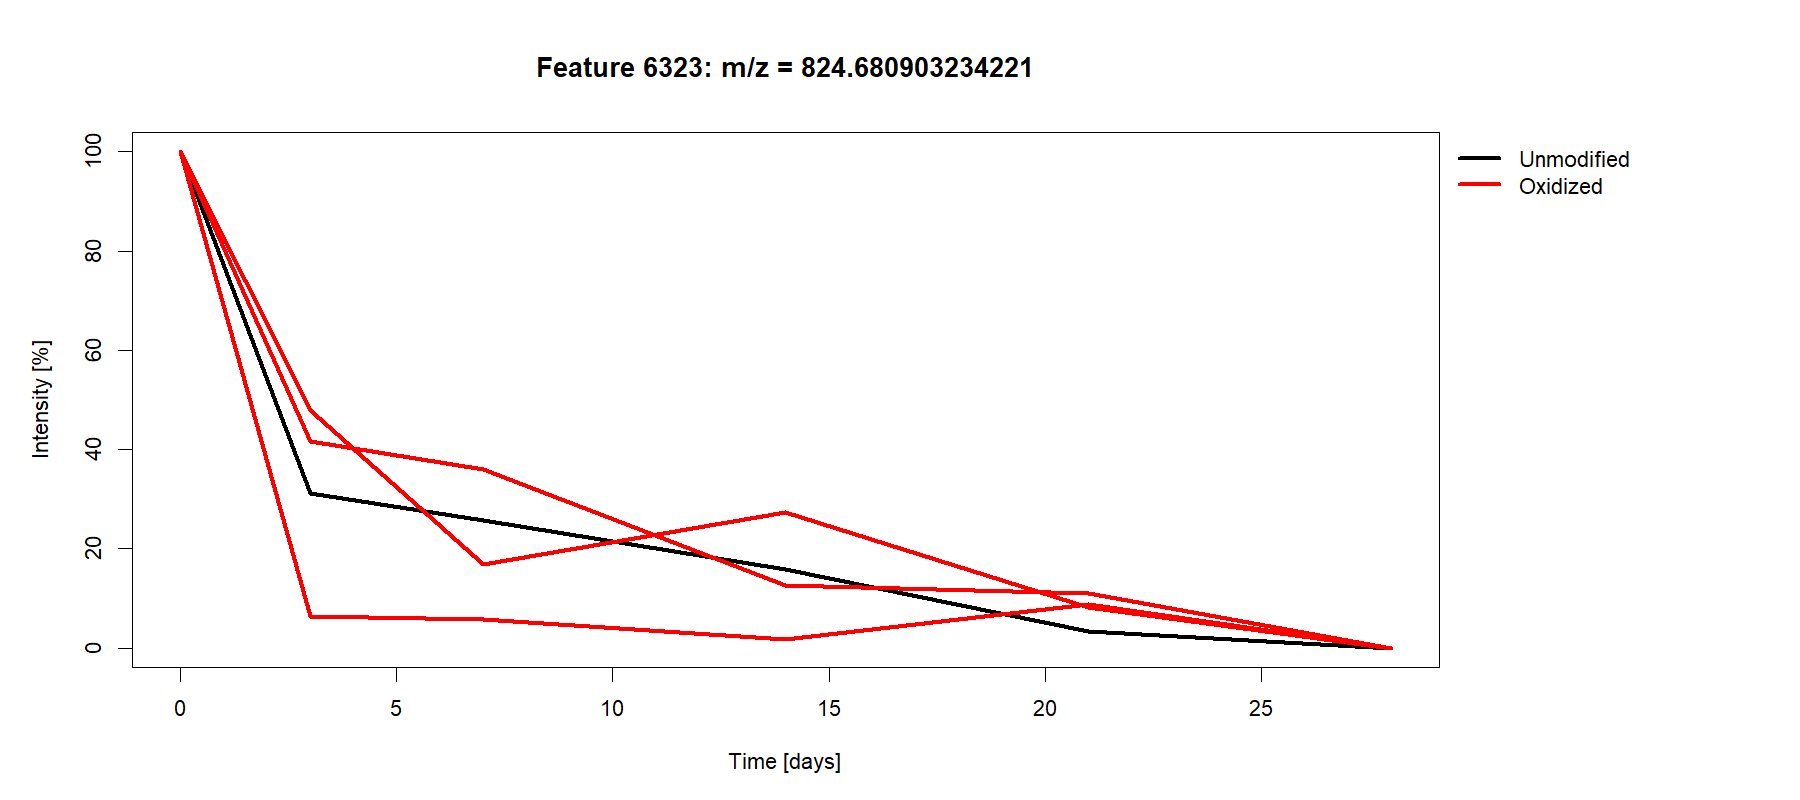 Feature 6323: m/z = 824.680903234221
Unmodified
Oxidized
Intensity [%]
100
80
60
40
20
0
0 5 10 15 20 25
Time [days]